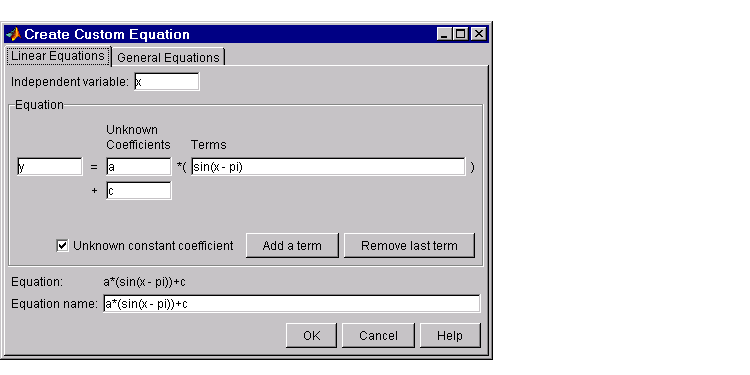 Create Custom Equation
Linear Equations General Equations
Independent variable: x
Equation
Unknown
Coefficients Terms
y = a *( sin(x - pi) )
+ c
Unknown constant coefficient Add a term Remove last term
Equation: a*(sin(x - pi))+c
Equation name: a*(sin(x - pi))+c
OK Cancel Help